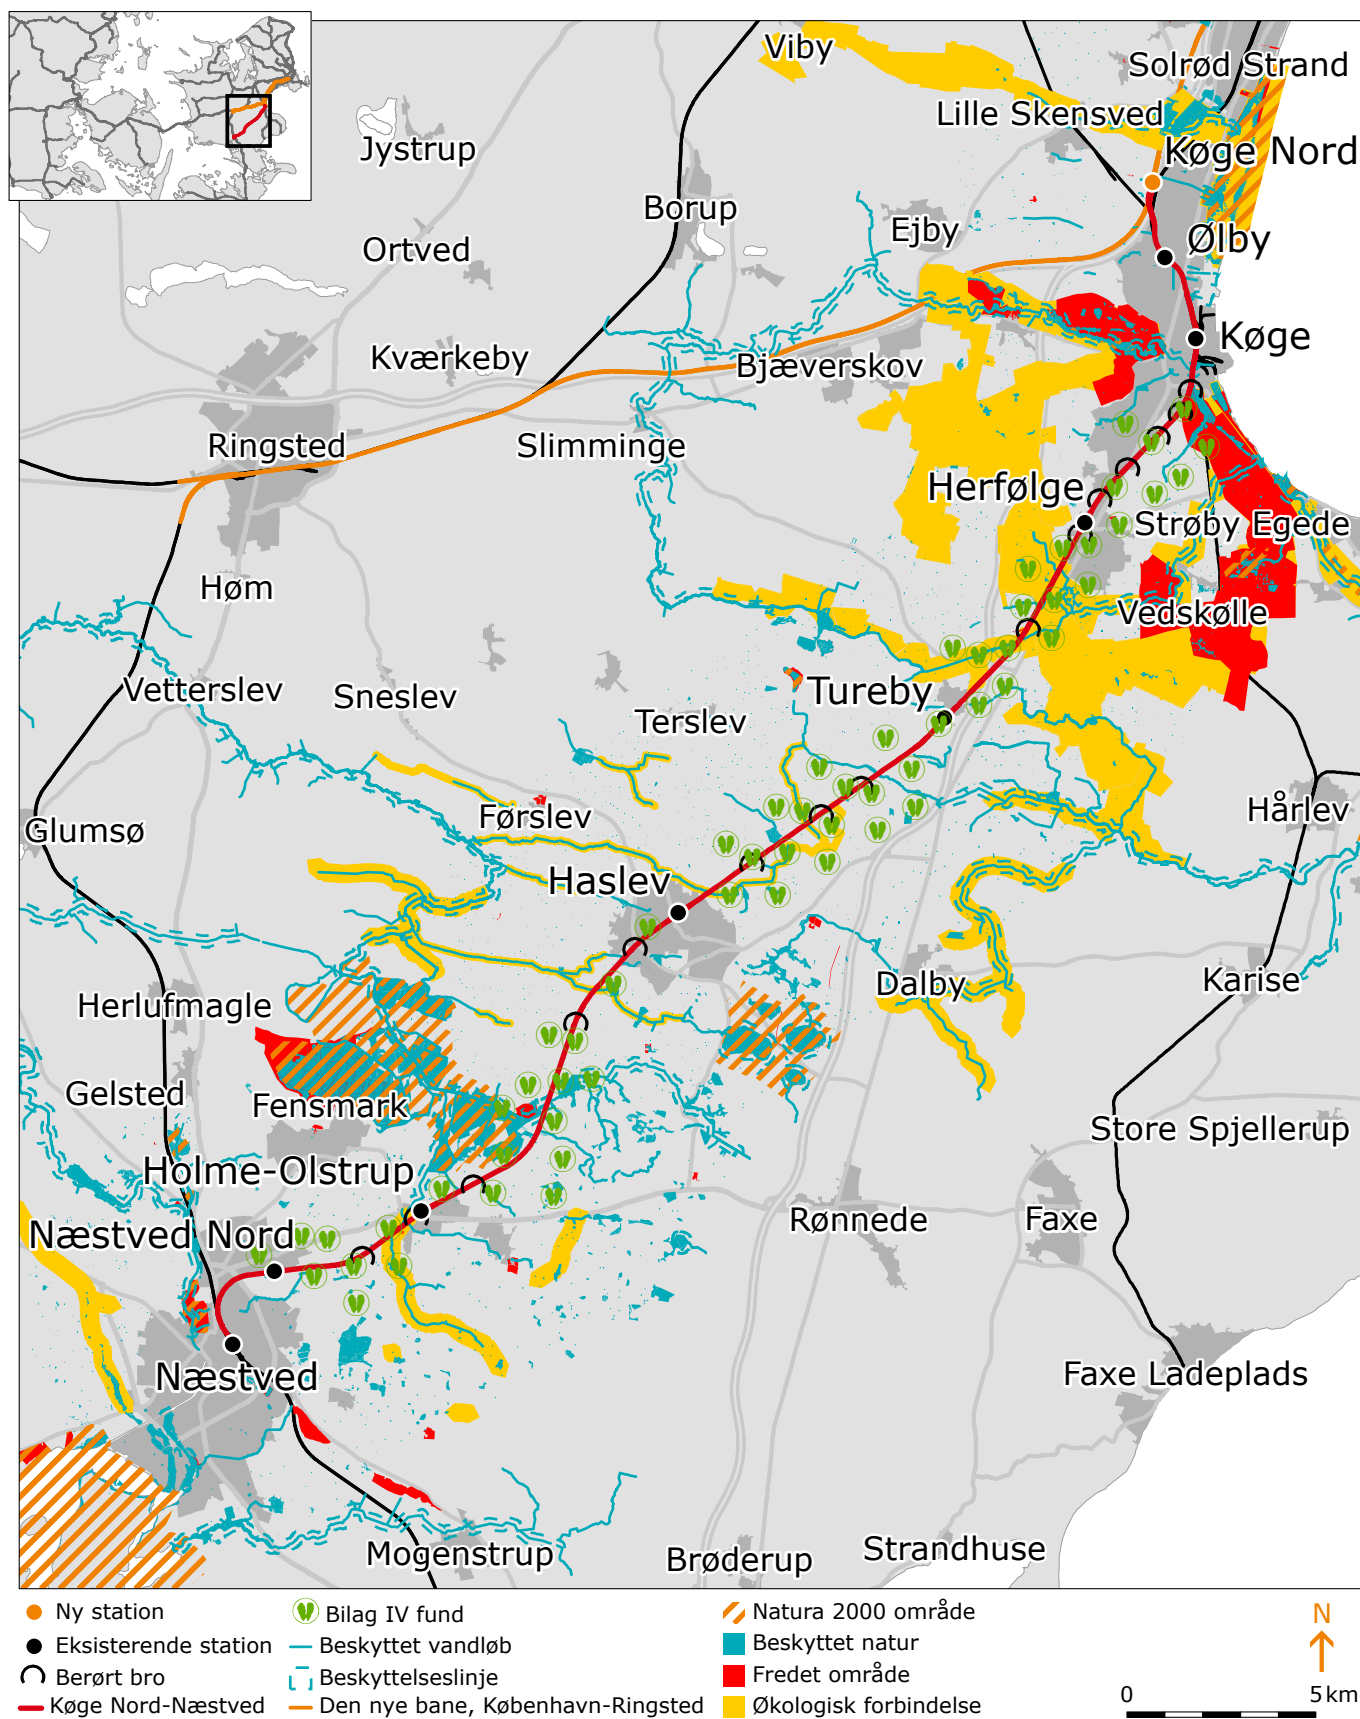 Viby
Solrød Strand
Lille Skensved
Køge Nord
Jystrup
Borup
Ejby
Ølby
Ortved
Køge
Kværkeby
Bjæverskov
Ringsted
Slimminge
Herfølge
Strøby Egede
Høm
Vedskølle
Vetterslev
Sneslev
Tureby
Terslev
Glumsø
Førslev
Hårlev
Haslev
Dalby
Karise
Herlufmagle
Gelsted
Fensmark
Store Spjellerup
Holme-Olstrup
Næstved Nord
Rønnede
Faxe
Næstved
Faxe Ladeplads
Mogenstrup
Brøderup
Strandhuse
Ny station
Eksisterende station
Berørt bro
Køge Nord-Næstved
Bilag IV fund
Beskyttet vandløb
Beskyttelseslinje
Den nye bane, København-Ringsted
Natura 2000 område
Beskyttet natur
Fredet område
Økologisk forbindelse
N
0 5 km